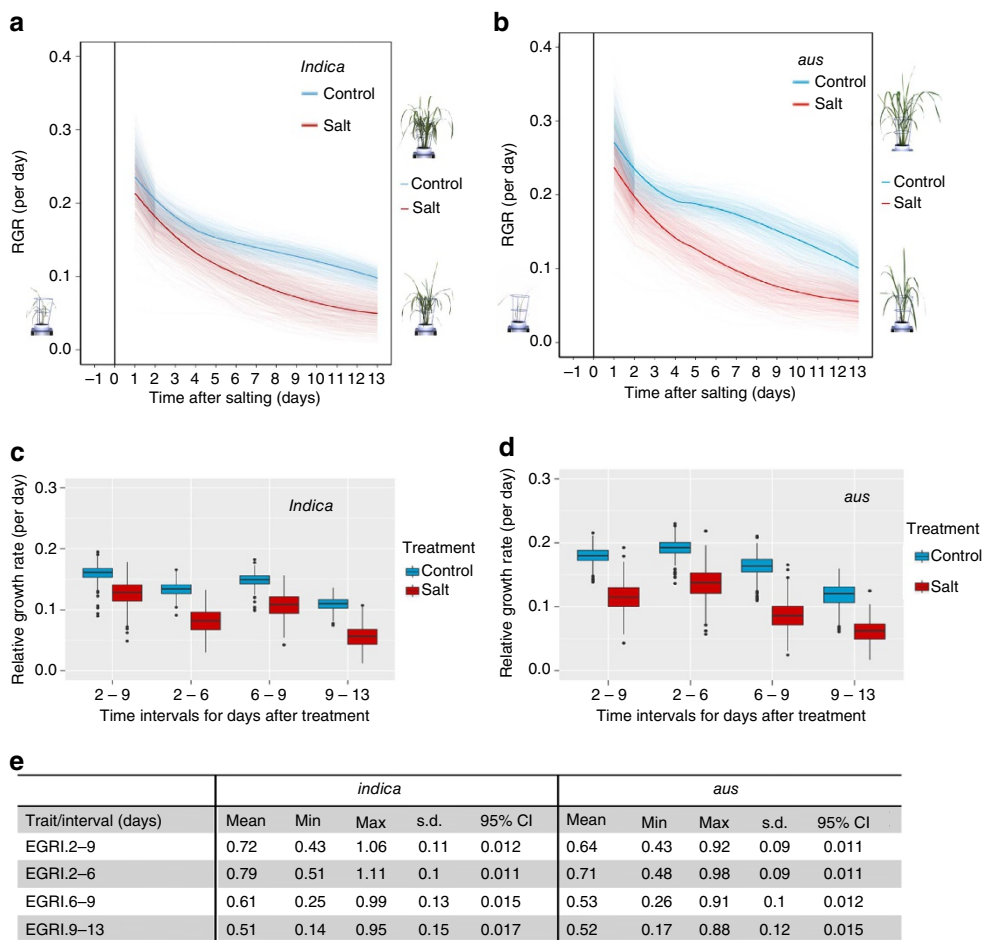 a
0.4
0.3
0.2
0.1
0.0
RGR (per day)
Indica
Control
Salt
Control
Salt
–1 0 1 2 3 4 5 6 7 8 9 10 11 12 13
Time after salting (days)
b
0.4
0.3
0.2
0.1
0.0
RGR (per day)
aus
Control
Salt
Control
Salt
–1 0 1 2 3 4 5 6 7 8 9 10 11 12 13
Time after salting (days)
c
0.3
0.2
0.1
0.0
Relative growth rate (per day)
Indica
Treatment
Control
Salt
2 – 9 2 – 6 6 – 9 9 – 13
Time intervals for days after treatment
d
0.3
0.2
0.1
0.0
Relative growth rate (per day)
aus
Treatment
Control
Salt
2 – 9 2 – 6 6 – 9 9 – 13
Time intervals for days after treatment
e
indica aus
Trait/interval (days) Mean Min Max s.d. 95% CI Mean Min Max s.d. 95% CI
EGRI.2–9 0.72 0.43 1.06 0.11 0.012 0.64 0.43 0.92 0.09 0.011
EGRI.2–6 0.79 0.51 1.11 0.1 0.011 0.71 0.48 0.98 0.09 0.011
EGRI.6–9 0.61 0.25 0.99 0.13 0.015 0.53 0.26 0.91 0.1 0.012
EGRI.9–13 0.51 0.14 0.95 0.15 0.017 0.52 0.17 0.88 0.12 0.015